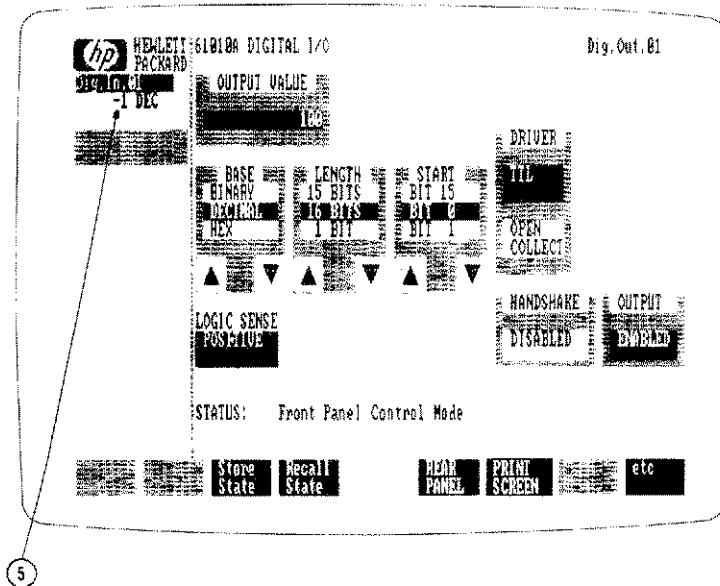 hp HEWLETT PACKARD
61010A DIGITAL I/O
Dig.Out.01
Dig.In.01
-1 DEC
OUTPUT VALUE
100
BASE
BINARY
DECIMAL
HEX
LENGTH
15 BITS
16 BITS
1 BIT
START
BIT 15
BIT 0
BIT 1
DRIVER
TTL
OPEN
COLLECT
LOGIC SENSE
POSITIVE
HANDSHAKE
DISABLED
OUTPUT
ENABLED
STATUS: Front Panel Control Mode
Store State
Recall State
REAR PANEL
PRINT SCREEN
etc
5